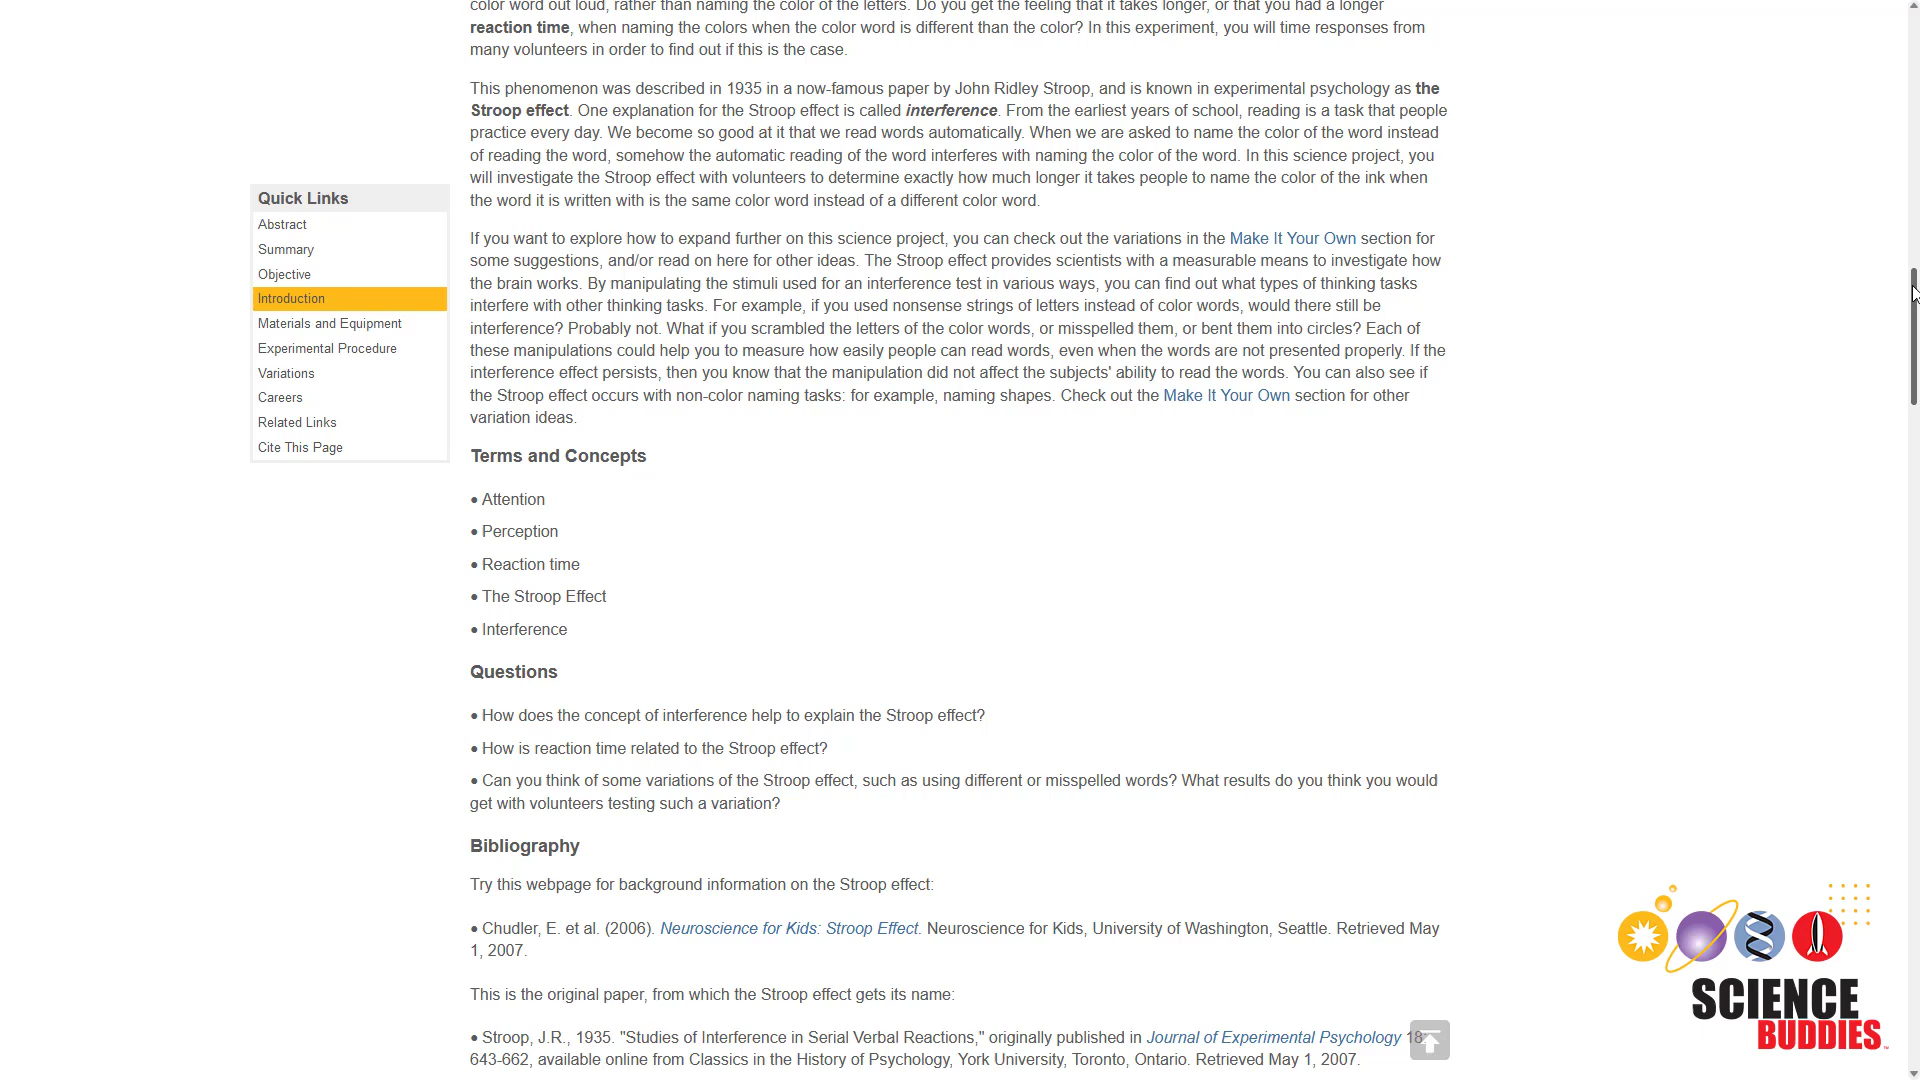 color word out loud, rather than naming the color of the letters. Do you get the feeling that it takes longer, or that you had a longer
reaction time, when naming the colors when the color word is different than the color? In this experiment, you will time responses from
many volunteers in order to find out if this is the case.
This phenomenon was described in 1935 in a now-famous paper by John Ridley Stroop, and is known in experimental psychology as the
Stroop effect. One explanation for the Stroop effect is called interference. From the earliest years of school, reading is a task that people
practice every day. We become so good at it that we read words automatically. When we are asked to name the color of the word instead
of reading the word, somehow the automatic reading of the word interferes with naming the color of the word. In this science project, you
will investigate the Stroop effect with volunteers to determine exactly how much longer it takes people to name the color of the ink when
the word it is written with is the same color word instead of a different color word.
Quick Links
Abstract
Summary
Objective
Introduction
Materials and Equipment
Experimental Procedure
Variations
Careers
Related Links
Cite This Page
If you want to explore how to expand further on this science project, you can check out the variations in the Make It Your Own section for
some suggestions, and/or read on here for other ideas. The Stroop effect provides scientists with a measurable means to investigate how
the brain works. By manipulating the stimuli used for an interference test in various ways, you can find out what types of thinking tasks
interfere with other thinking tasks. For example, if you used nonsense strings of letters instead of color words, would there still be
interference? Probably not. What if you scrambled the letters of the color words, or misspelled them, or bent them into circles? Each of
these manipulations could help you to measure how easily people can read words, even when the words are not presented properly. If the
interference effect persists, then you know that the manipulation did not affect the subjects' ability to read the words. You can also see if
the Stroop effect occurs with non-color naming tasks: for example, naming shapes. Check out the Make It Your Own section for other
variation ideas.
Terms and Concepts
• Attention
• Perception
• Reaction time
• The Stroop Effect
• Interference
Questions
• How does the concept of interference help to explain the Stroop effect?
• How is reaction time related to the Stroop effect?
• Can you think of some variations of the Stroop effect, such as using different or misspelled words? What results do you think you would
get with volunteers testing such a variation?
Bibliography
Try this webpage for background information on the Stroop effect:
• Chudler, E. et al. (2006). Neuroscience for Kids: Stroop Effect. Neuroscience for Kids, University of Washington, Seattle. Retrieved May
1, 2007.
This is the original paper, from which the Stroop effect gets its name:
• Stroop, J.R., 1935. "Studies of Interference in Serial Verbal Reactions," originally published in Journal of Experimental Psychology 18:
643-662, available online from Classics in the History of Psychology, York University, Toronto, Ontario. Retrieved May 1, 2007.
SCIENCE
BUDDIES